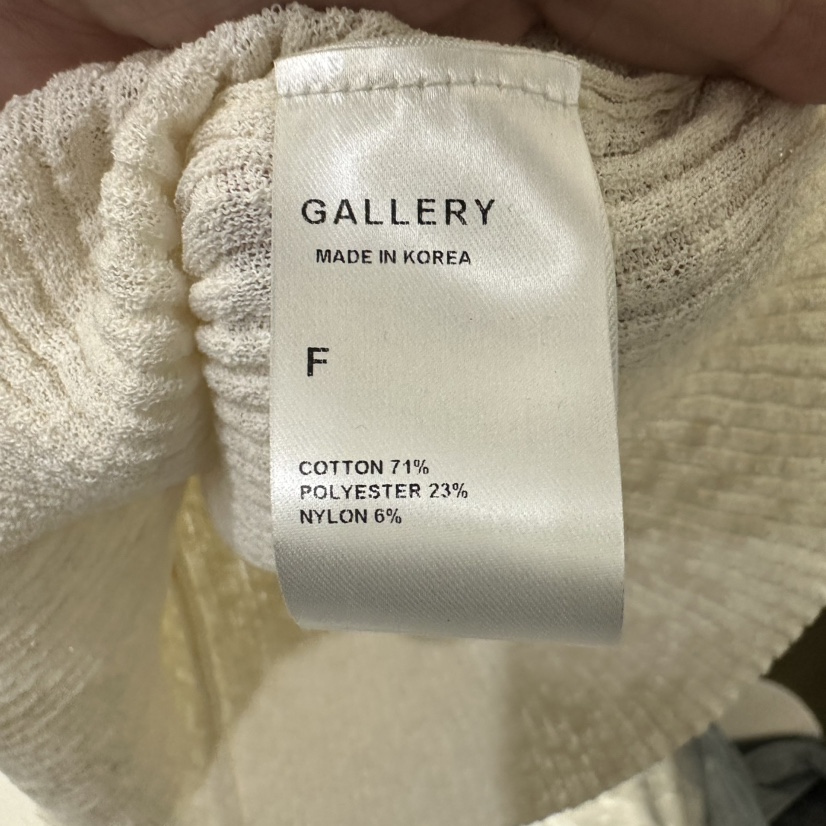 GALLERY
MADE IN KOREA
F
COTTON 71%
POLYESTER 23%
NYLON 6%